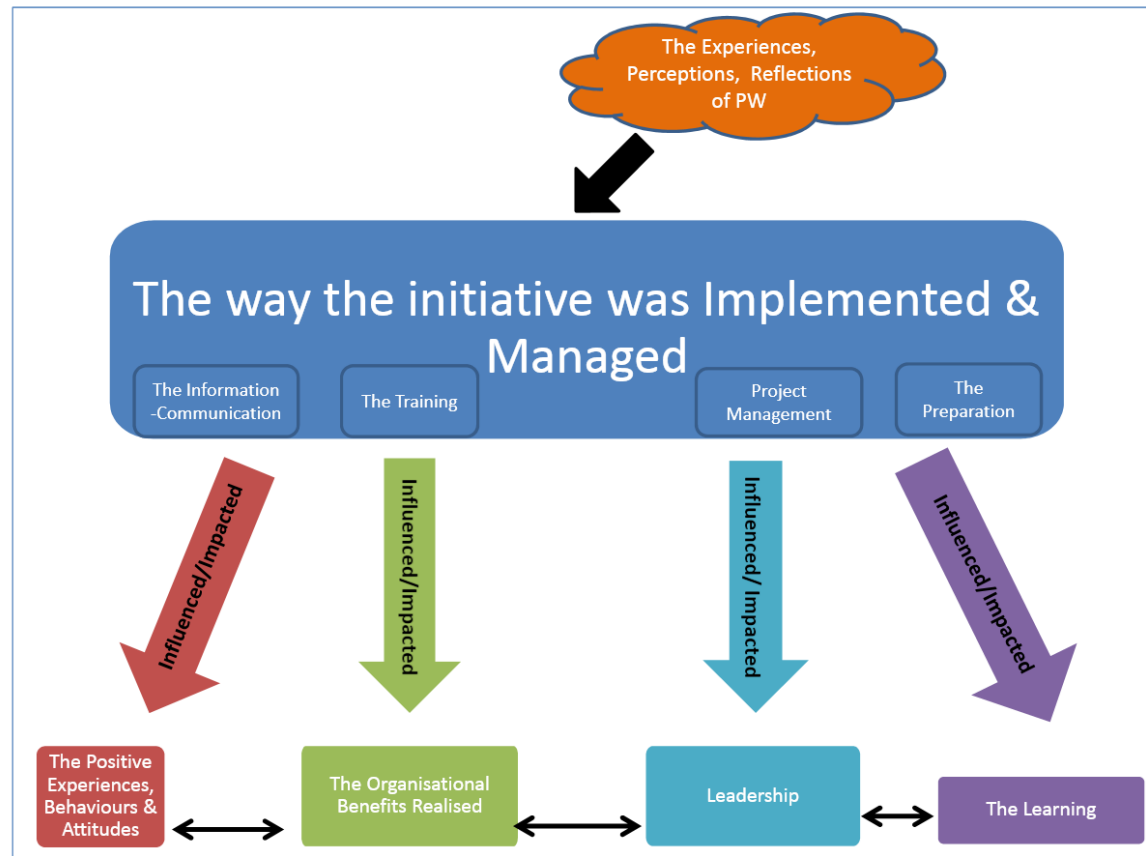 The Experiences,
Perceptions, Reflections
of PW
The way the initiative was Implemented &
Managed
The Information
-Communication
The Training
Project
Management
The
Preparation
Influenced/Impacted
Influenced/Impacted
Influenced/ Impacted
Influenced/Impacted
The Positive
Experiences,
Behaviours &
Attitudes
The Organisational
Benefits Realised
Leadership
The Learning